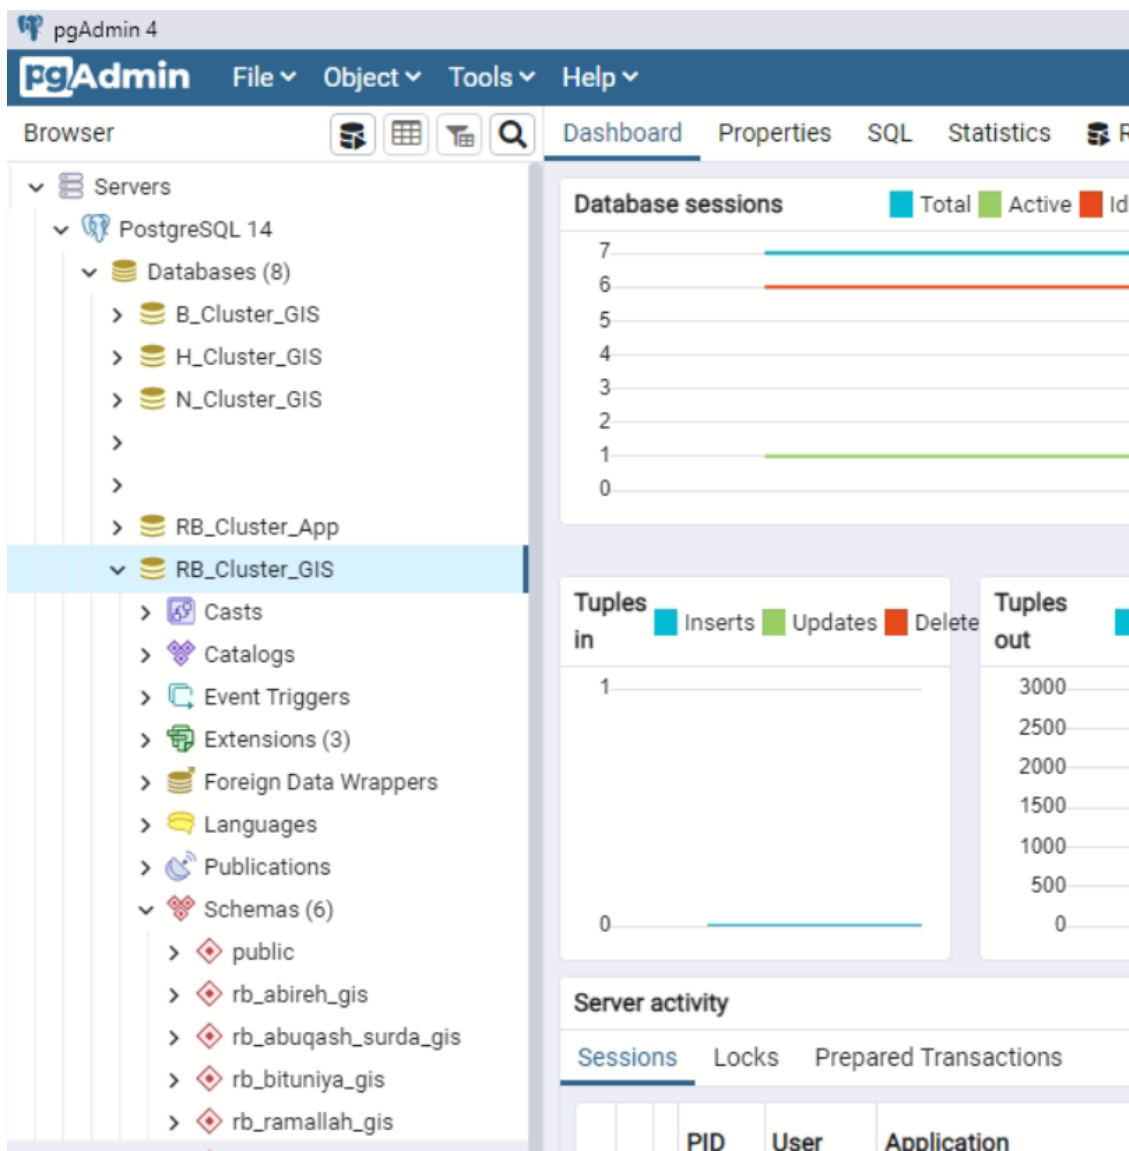 pgAdmin 4
pgAdmin File Object Tools Help
Browser
Dashboard Properties SQL Statistics
Servers
PostgreSQL 14
Databases (8)
B_Cluster_GIS
H_Cluster_GIS
N_Cluster_GIS
RB_Cluster_App
RB_Cluster_GIS
Casts
Catalogs
Event Triggers
Extensions (3)
Foreign Data Wrappers
Languages
Publications
Schemas (6)
public
rb_abireh_gis
rb_abuqash_surda_gis
rb_bituniya_gis
rb_ramallah_gis
Database sessions Total Active
7
6
5
4
3
2
1
0
Tuples in Inserts Updates Delete
1
0
Tuples out
3000
2500
2000
1500
1000
500
0
Server activity
Sessions Locks Prepared Transactions
PID User Application